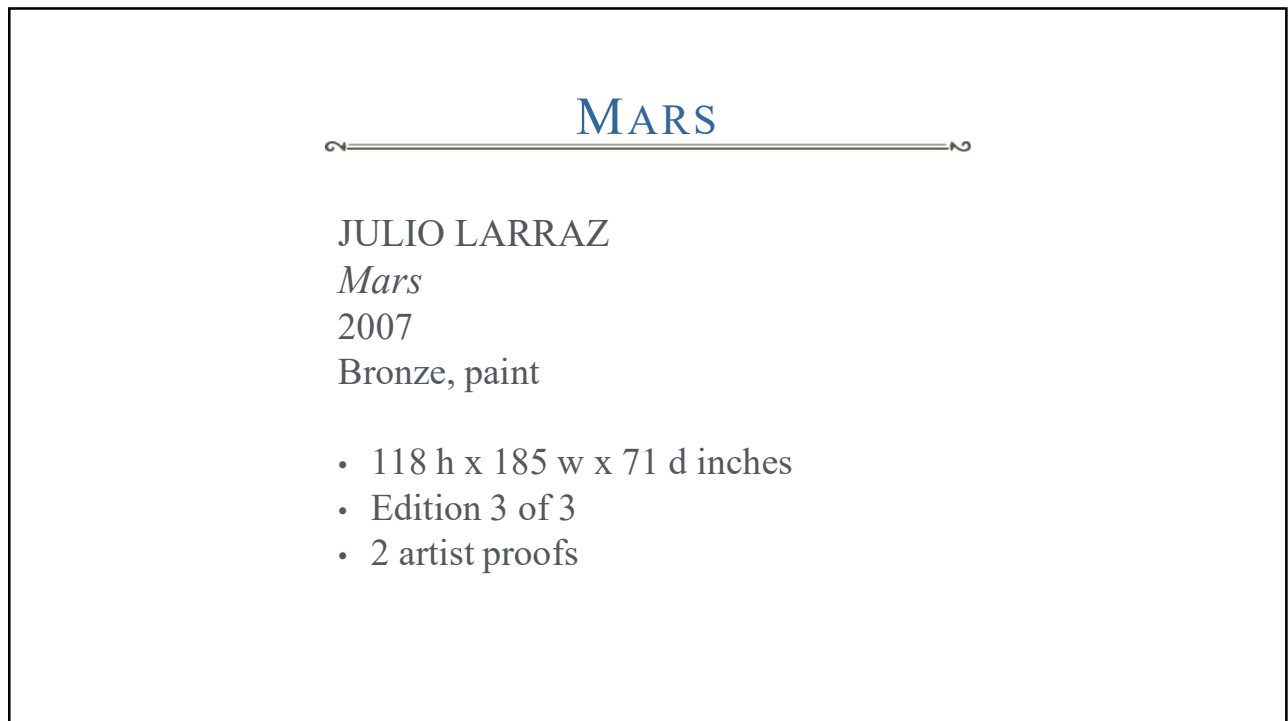 MARS
JULIO LARRAZ
Mars
2007
Bronze, paint
• 118 h x 185 w x 71 d inches
• Edition 3 of 3
• 2 artist proofs